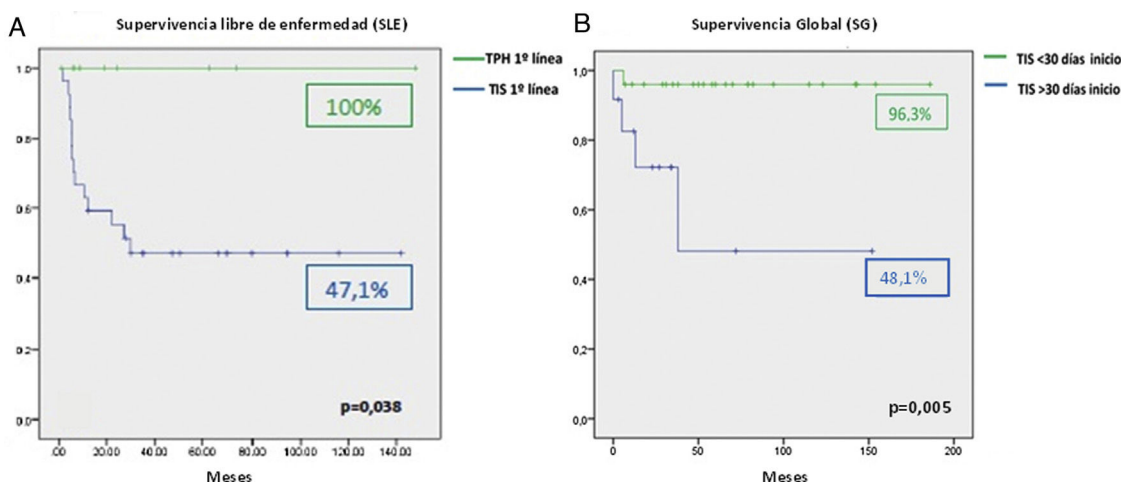 A
Supervivencia libre de enfermedad (SLE)
TPH 1º línea
TIS 1º línea
1.0
0.8
0.6
0.4
0.2
0.0
100%
47,1%
p=0,038
.00 20.00 40.00 60.00 80.00 100.00 120.00 140.00
Meses
B
Supervivencia Global (SG)
TIS <30 días inicio
TIS >30 días inicio
1,0
0,8
0,6
0,4
0,2
0,0
96,3%
48,1%
p=0,005
0 50 100 150 200
Meses